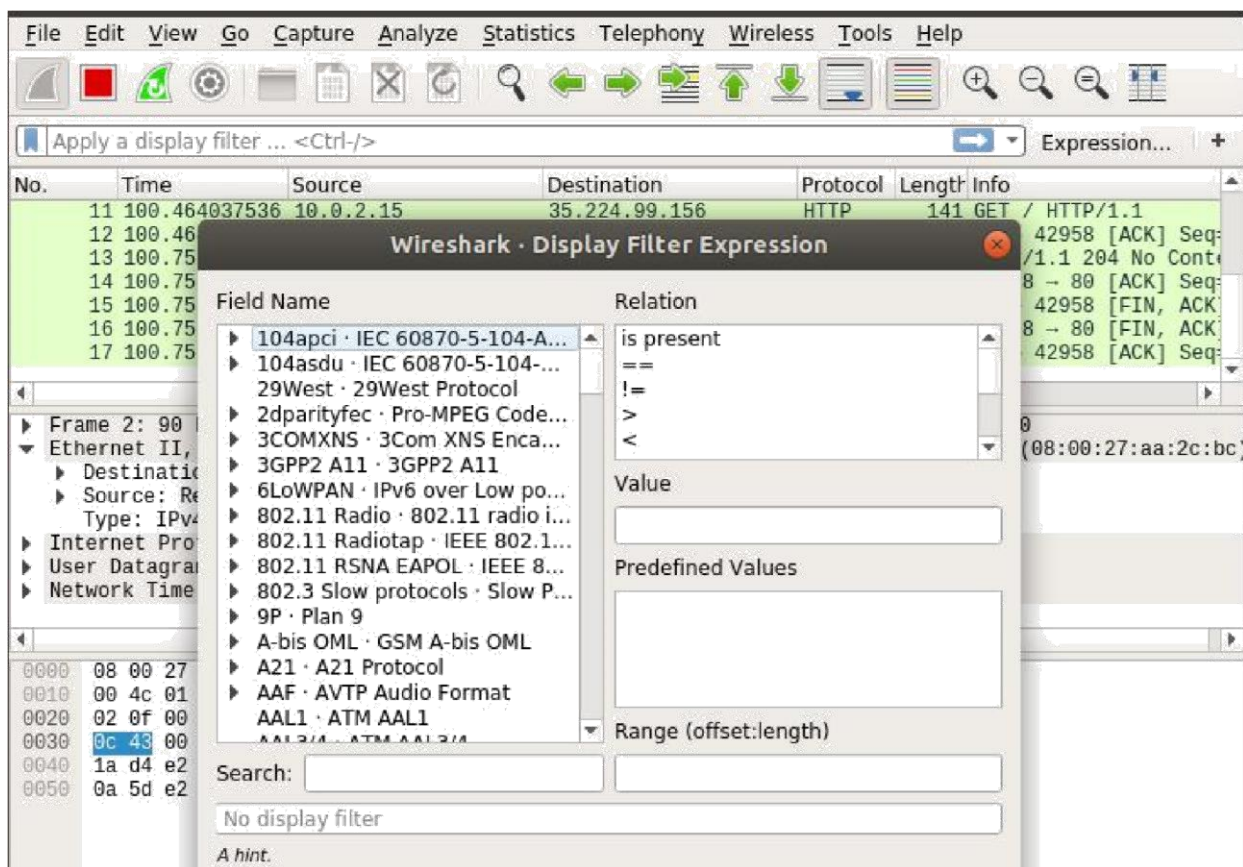 File Edit View Go Capture Analyze Statistics Telephony Wireless Tools Help
Apply a display filter ... <Ctrl-/> Expression... +
No. Time Source Destination Protocol Length Info
11 100.464037536 10.0.2.15 35.224.99.156 HTTP 141 GET / HTTP/1.1
12 100.46 42958 [ACK] Seq=
13 100.75 /1.1 204 No Conte
14 100.75 8 → 80 [ACK] Seq=
15 100.75 42958 [FIN, ACK]
16 100.75 8 → 80 [FIN, ACK]
17 100.75 42958 [ACK] Seq=
Wireshark · Display Filter Expression
Field Name
104apci · IEC 60870-5-104-A...
104asdu · IEC 60870-5-104-...
29West · 29West Protocol
2dparityfec · Pro-MPEG Code...
3COMXNS · 3Com XNS Enca...
3GPP2 A11 · 3GPP2 A11
6LoWPAN · IPv6 over Low po...
802.11 Radio · 802.11 radio i...
802.11 Radiotap · IEEE 802.1...
802.11 RSNA EAPOL · IEEE 8...
802.3 Slow protocols · Slow P...
9P · Plan 9
A-bis OML · GSM A-bis OML
A21 · A21 Protocol
AAF · AVTP Audio Format
AAL1 · ATM AAL1
AAL3/4 · ATM AAL3/4
Search:
No display filter
A hint.
Relation
is present
==
!=
>
<
Value
Predefined Values
Range (offset:length)
Frame 2: 90
Ethernet II, (08:00:27:aa:2c:bc)
Destinatio
Source: Re
Type: IPv4
Internet Pro
User Datagra
Network Time
0000 08 00 27
0010 00 4c 01
0020 02 0f 00
0030 0c 43 00
0040 1a d4 e2
0050 0a 5d e2